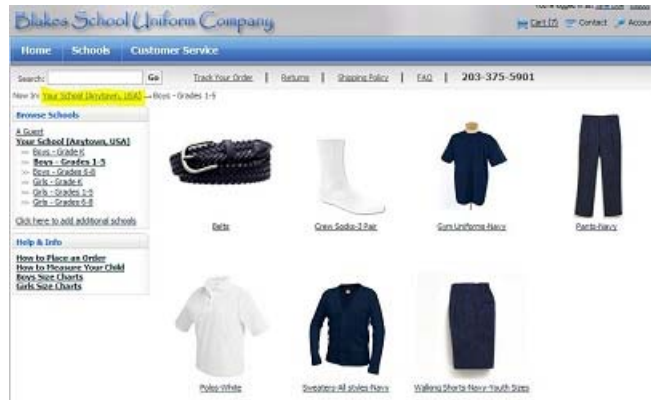 Blakes School Uniform Company
Cart (7) Contact Account
Home Schools Customer Service
Search: Go Track Your Order | Returns | Shipping Policy | FAQ | 203-375-5901
Now In: Your School [Anytown, USA] → Boys - Grades 1-5
Browse Schools
A Guest
Your School [Anytown, USA]
Boys - Grade K
Boys - Grades 1-5
Boys - Grades 6-8
Girls - Grade K
Girls - Grades 1-5
Girls - Grades 6-8
Click here to add additional schools
Help & Info
How to Place an Order
How to Measure Your Child
Boys Size Charts
Girls Size Charts
Belts
Crew Socks-3 Pair
Gym Uniforms-Navy
Pants-Navy
Polos-White
Sweaters-All styles Navy
Walking Shorts Navy-Youth Sizes